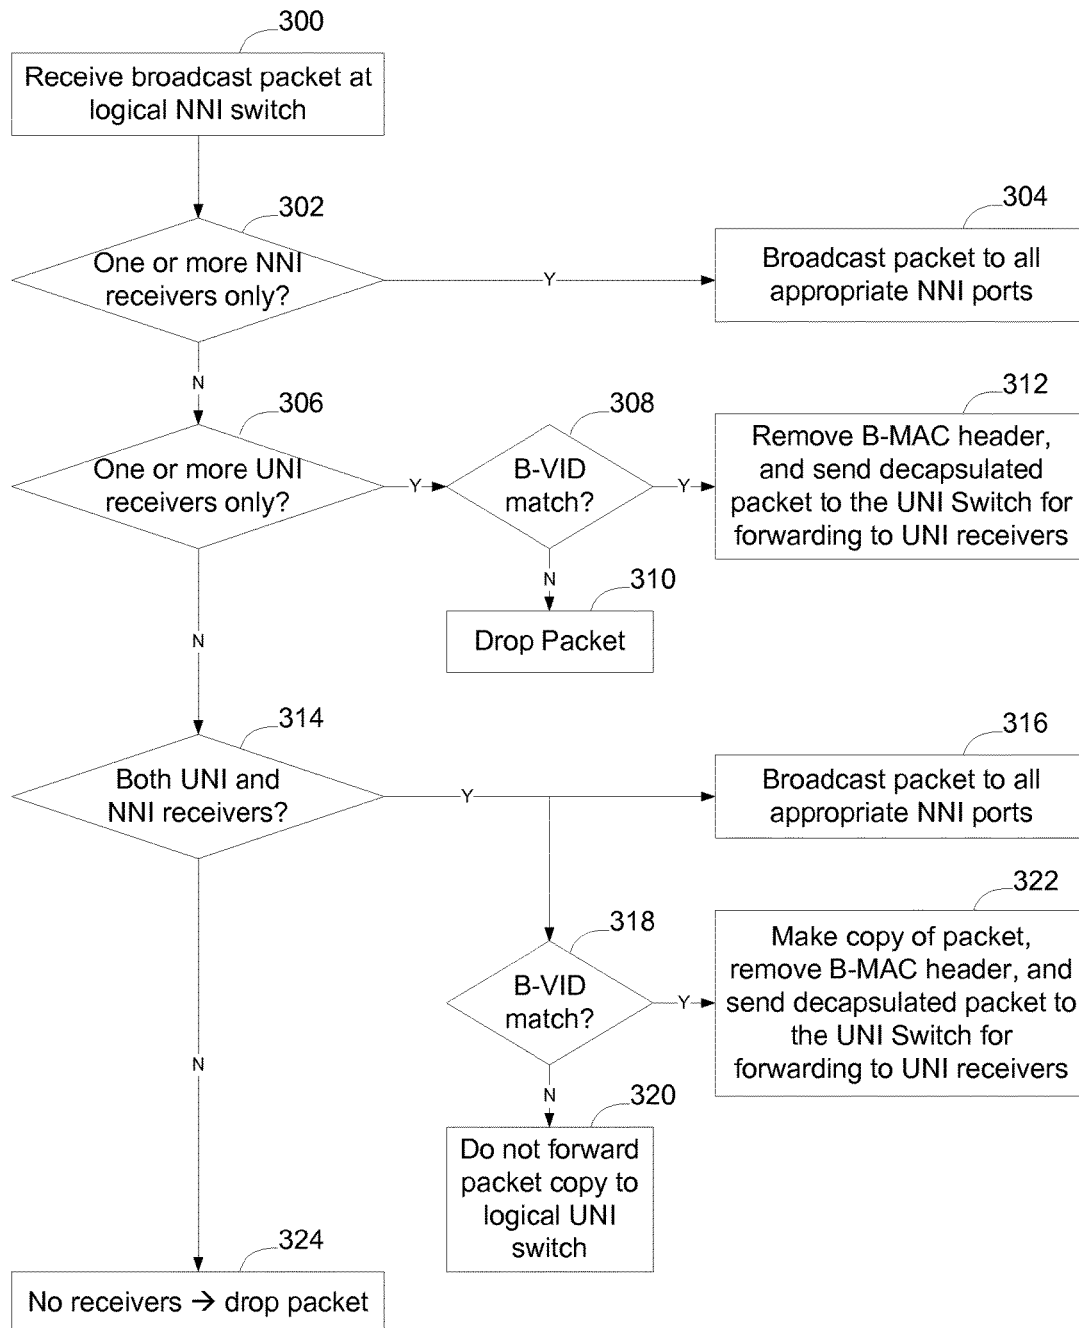 300
Receive broadcast packet at
logical NNI switch
302
One or more NNI
receivers only?
Y
304
Broadcast packet to all
appropriate NNI ports
N
306
One or more UNI
receivers only?
Y
308
B-VID
match?
Y
312
Remove B-MAC header,
and send decapsulated
packet to the UNI Switch for
forwarding to UNI receivers
N
310
Drop Packet
N
314
Both UNI and
NNI receivers?
Y
316
Broadcast packet to all
appropriate NNI ports
318
B-VID
match?
Y
322
Make copy of packet,
remove B-MAC header, and
send decapsulated packet to
the UNI Switch for
forwarding to UNI receivers
N
320
Do not forward
packet copy to
logical UNI
switch
N
324
No receivers → drop packet